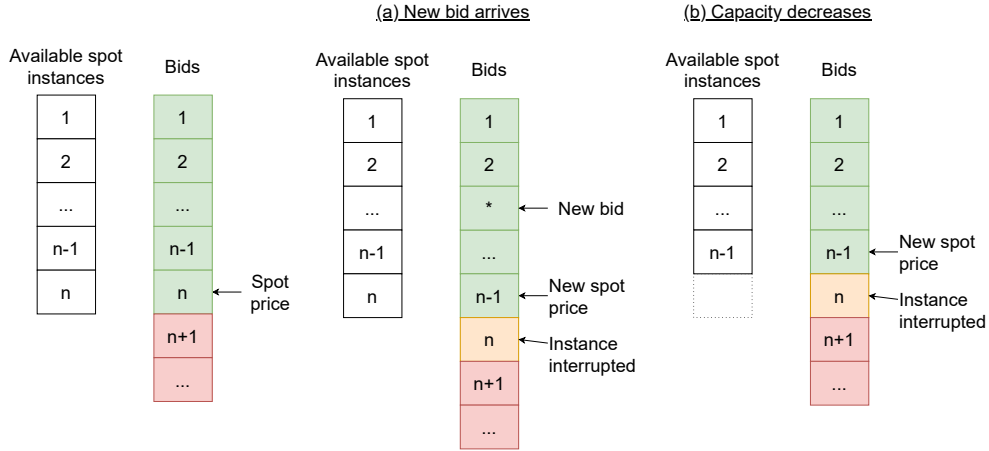 (a) New bid arrives
(b) Capacity decreases
Available spot
instances
Bids
1
2
...
n-1
n
1
2
...
n-1
n
n+1
...
Spot
price
Available spot
instances
Bids
1
2
...
n-1
n
1
2
*
...
n-1
n
n+1
...
New bid
New spot
price
Instance
interrupted
Available spot
instances
Bids
1
2
...
n-1
1
2
...
n-1
n
n+1
...
New spot
price
Instance
interrupted